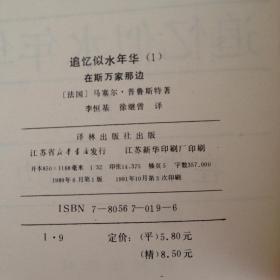 追忆似水年华(1)
在斯万家那边
〔法国〕马塞尔·普鲁斯特著
李恒基 徐继曾 译
译林出版社出版
江苏省新华书店发行 江苏新华印刷厂印刷
开本850×1168毫米 1/32 印张14.375 插页5 字数357,000
1989年6月第1版 1991年10月第3次印刷
ISBN 7—80567—019—6
1·9 定价:(平)5.80元
(精)8.50元